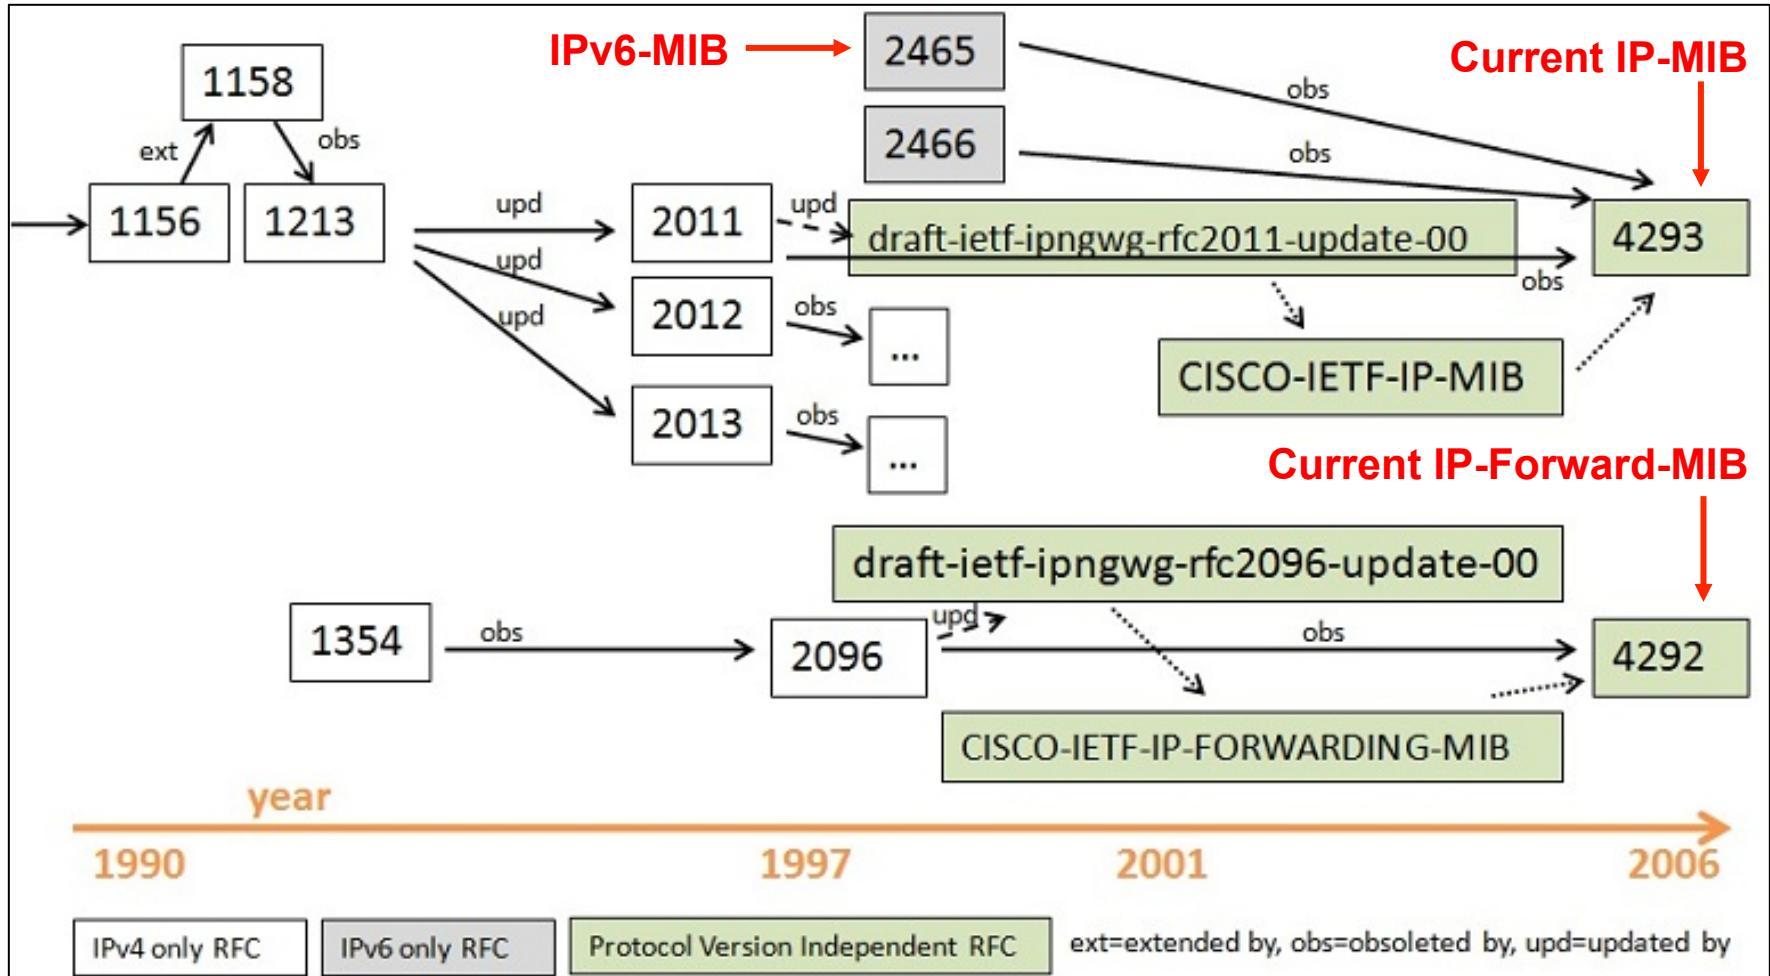 IPv6-MIB
2465
Current IP-MIB
1158
obs
ext
obs
2466
obs
1156
1213
upd
2011
upd
draft-ietf-ipngwg-rfc2011-update-00
4293
upd
obs
upd
2012
obs
...
CISCO-IETF-IP-MIB
2013
obs
...
Current IP-Forward-MIB
draft-ietf-ipngwg-rfc2096-update-00
1354
obs
upd
2096
obs
4292
CISCO-IETF-IP-FORWARDING-MIB
year
1990
1997
2001
2006
IPv4 only RFC
IPv6 only RFC
Protocol Version Independent RFC
ext=extended by, obs=obsoleted by, upd=updated by